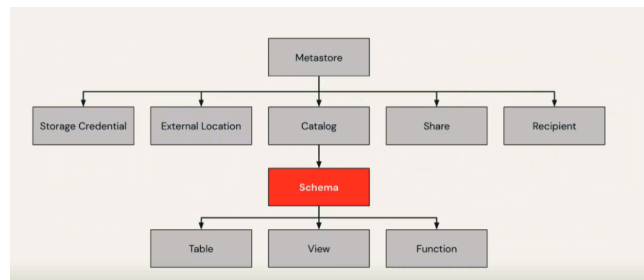 Metastore
Storage Credential
External Location
Catalog
Share
Recipient
Schema
Table
View
Function